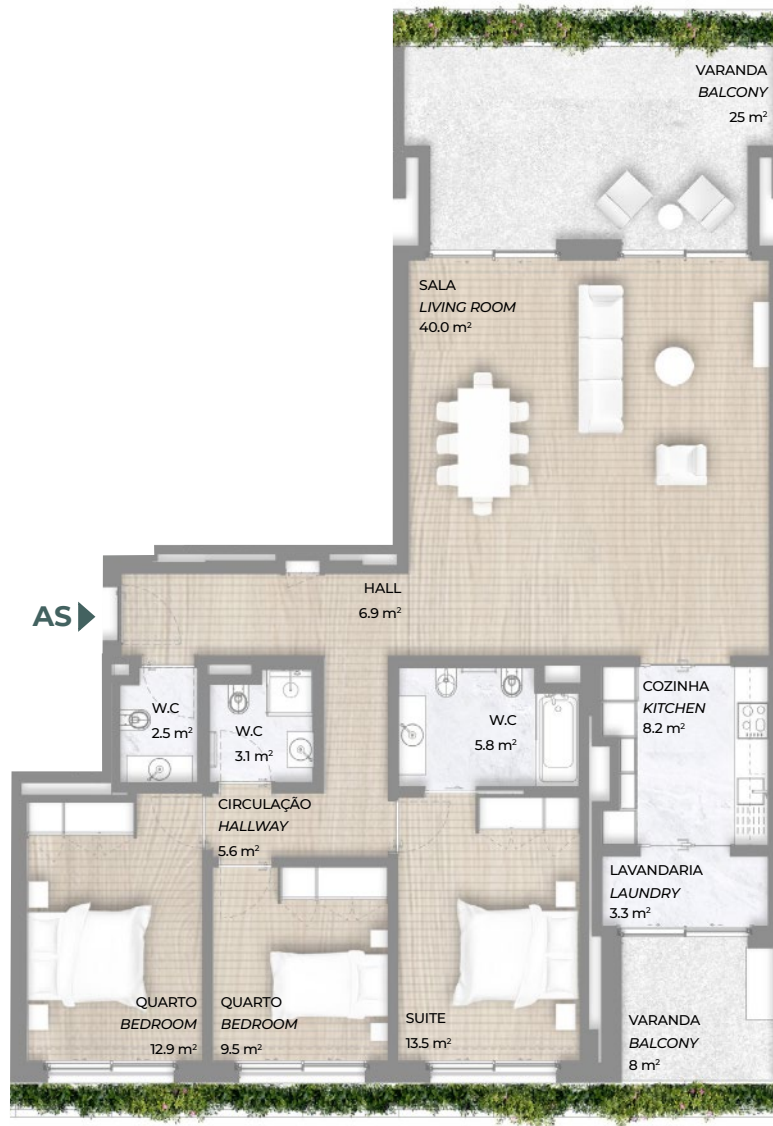 VARANDA
BALCONY
25 m²
SALA
LIVING ROOM
40.0 m²
HALL
6.9 m²
AS
W.C
2.5 m²
W.C
3.1 m²
W.C
5.8 m²
COZINHA
KITCHEN
8.2 m²
CIRCULAÇÃO
HALLWAY
5.6 m²
LAVANDARIA
LAUNDRY
3.3 m²
QUARTO
BEDROOM
12.9 m²
QUARTO
BEDROOM
9.5 m²
SUITE
13.5 m²
VARANDA
BALCONY
8 m²